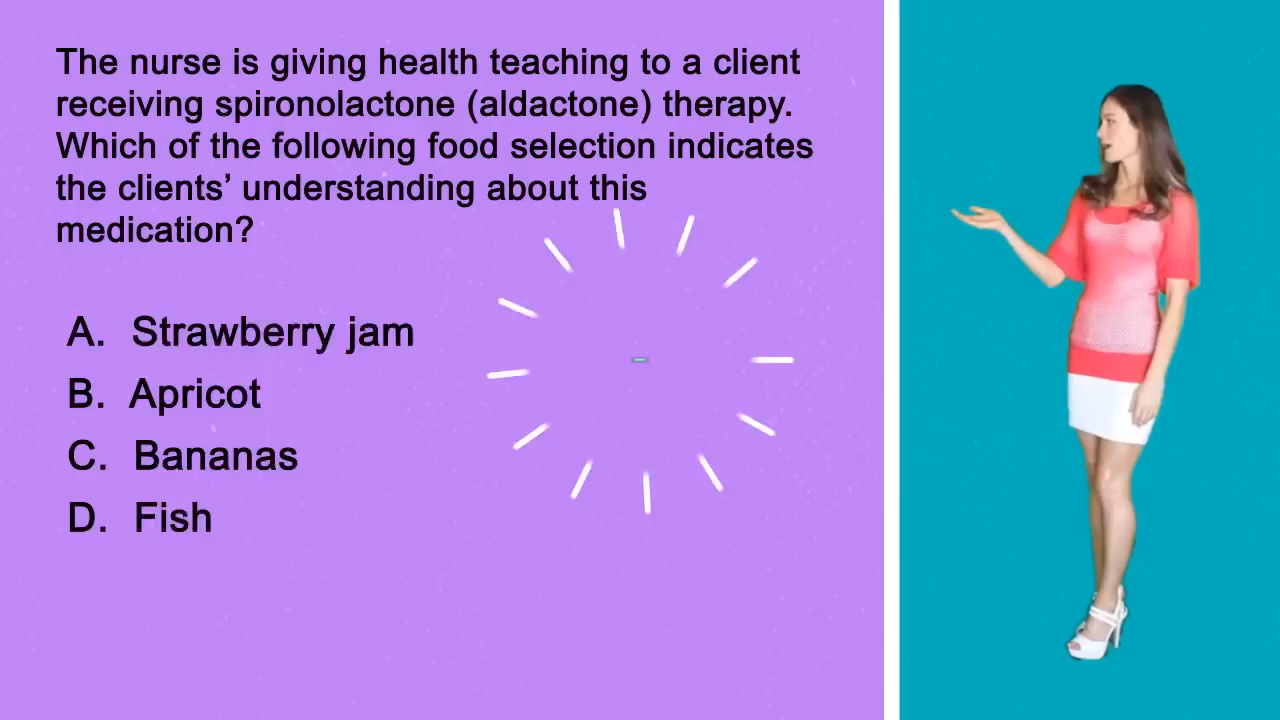 The nurse is giving health teaching to a client
receiving spironolactone (aldactone) therapy.
Which of the following food selection indicates
the clients’ understanding about this
medication?
A. Strawberry jam
B. Apricot
C. Bananas
D. Fish